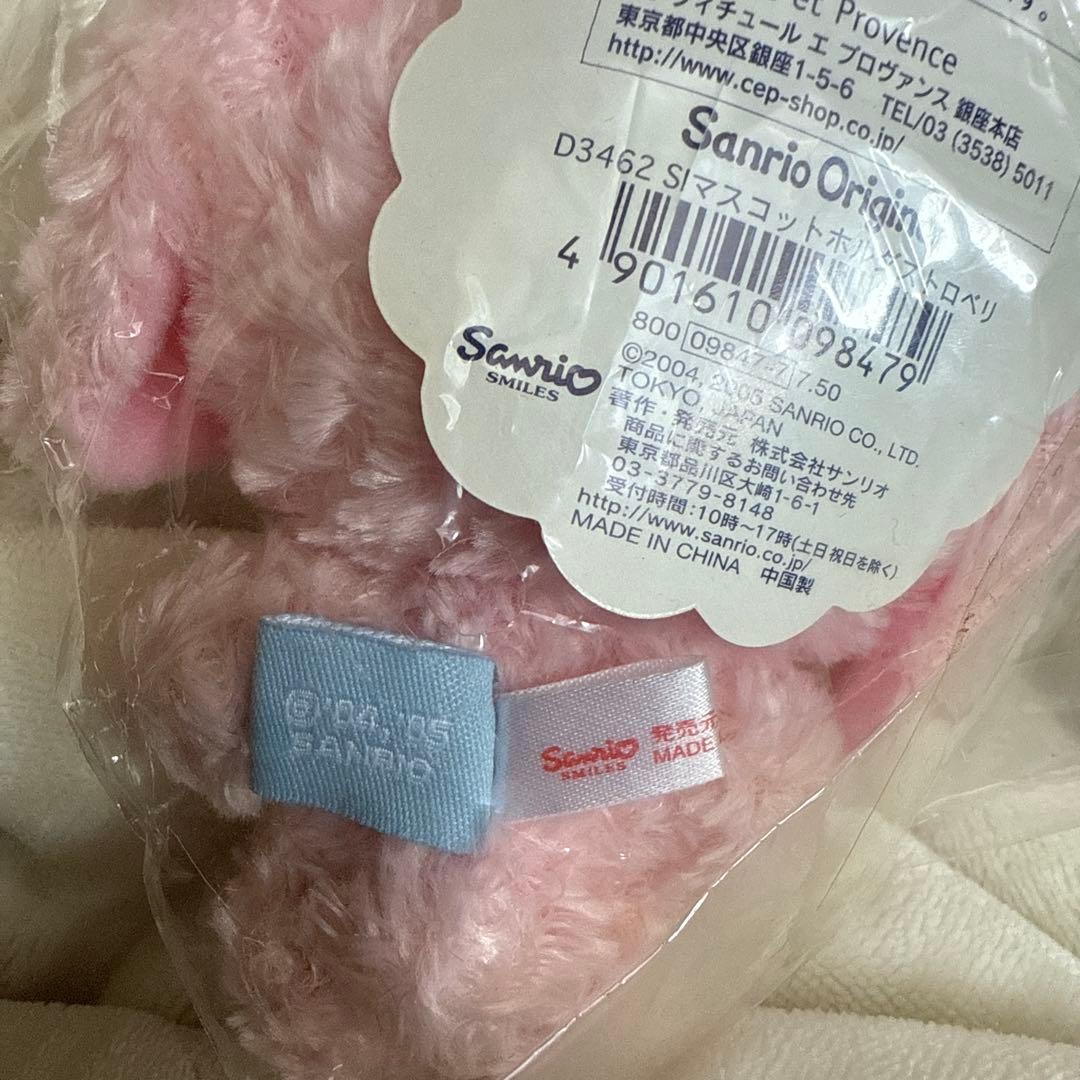 す。
et Provence
ヴィチュール エ プロヴァンス 銀座本店
東京都中央区銀座1-5-6 TEL/03 (3538) 5011
http://www.cep-shop.co.jp/
Sanrio Origin
D3462 SIマスコットホルダストロベリ
4 901610 098479
800 09847-7 7.50
©2004, 2005 SANRIO CO., LTD.
TOKYO, JAPAN
著作・発売元 株式会社サンリオ
商品に関するお問い合わせ先
東京都品川区大崎1-6-1
03-3779-8148
受付時間:10時~17時(土日祝日を除く)
http://www.sanrio.co.jp/
MADE IN CHINA 中国製
Sanrio
SMILES
©'04, '05
SANRIO
Sanrio
SMILES
発売元
MADE